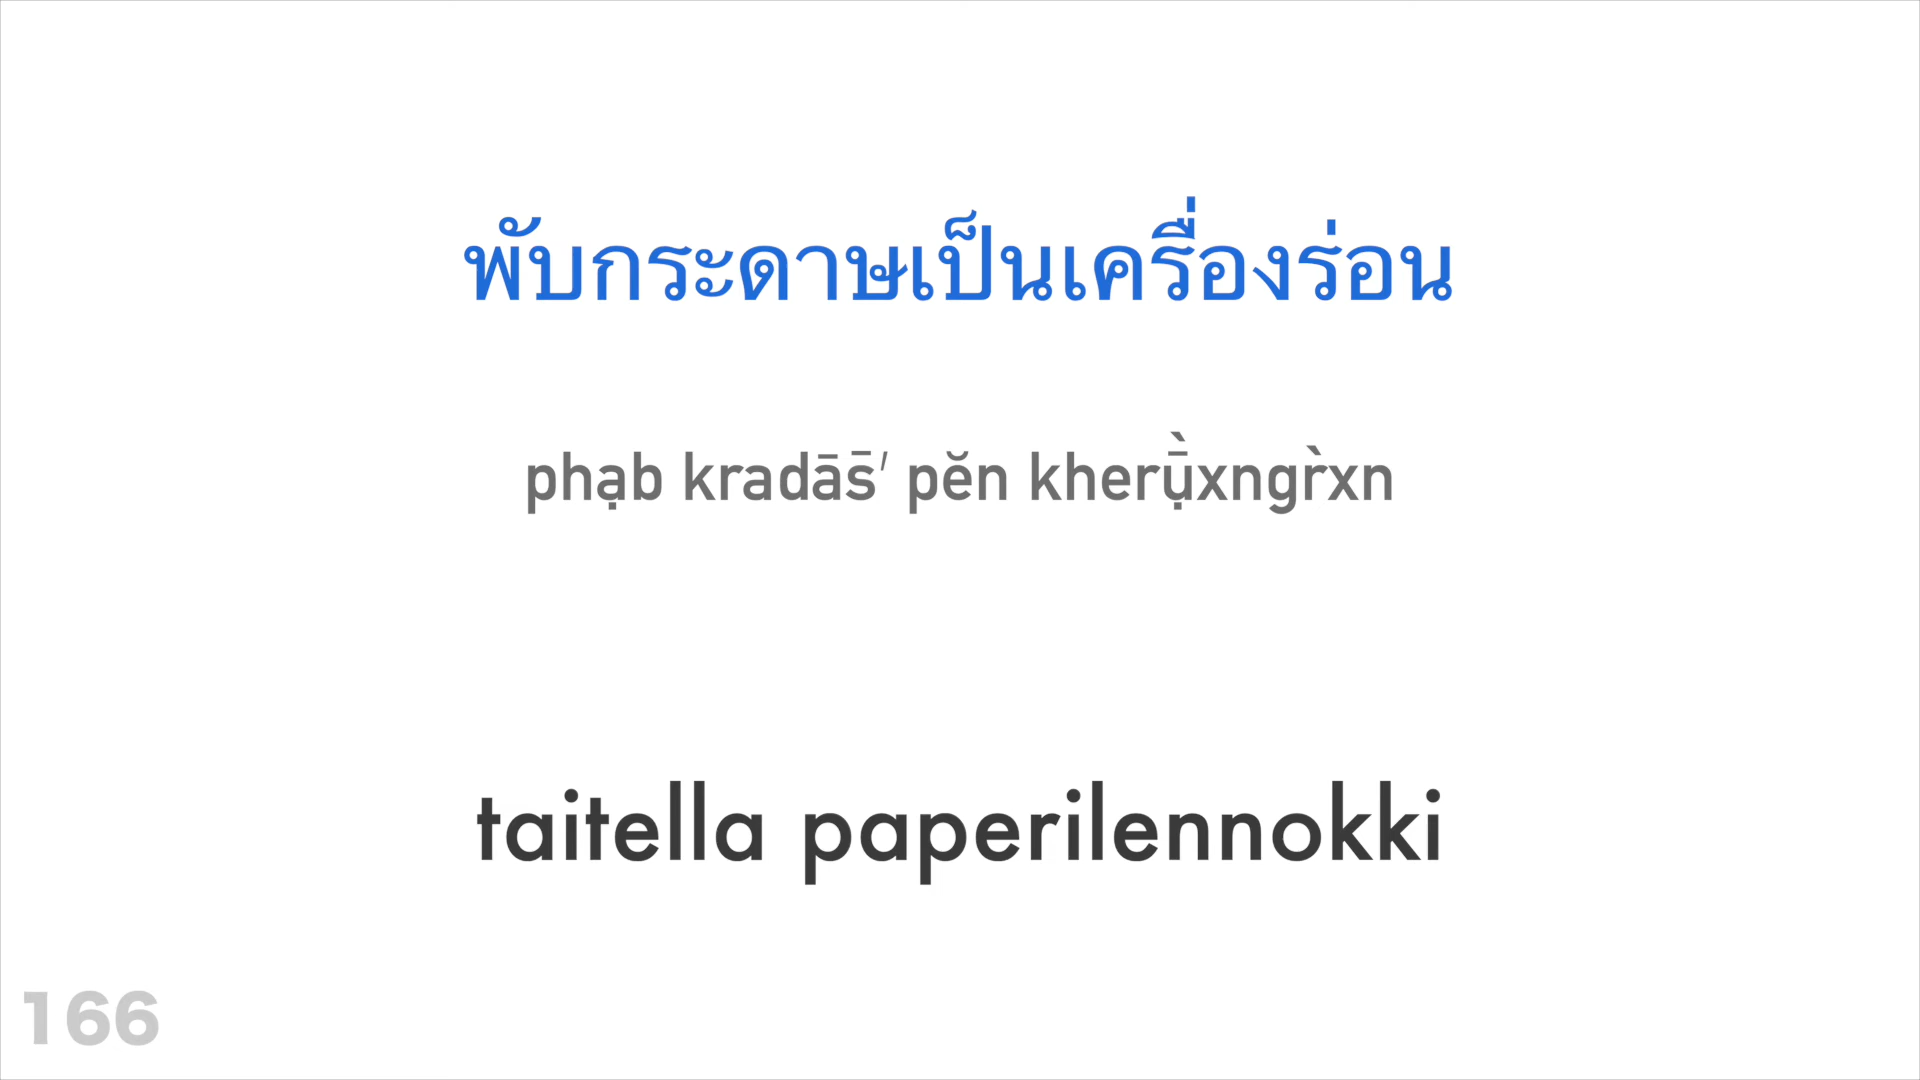 พับกระดาษเป็นเครื่องร่อน
phạb kradās̄ʹ pĕn kherụ̄̀xngr̀xn
taitella paperilennokki
166